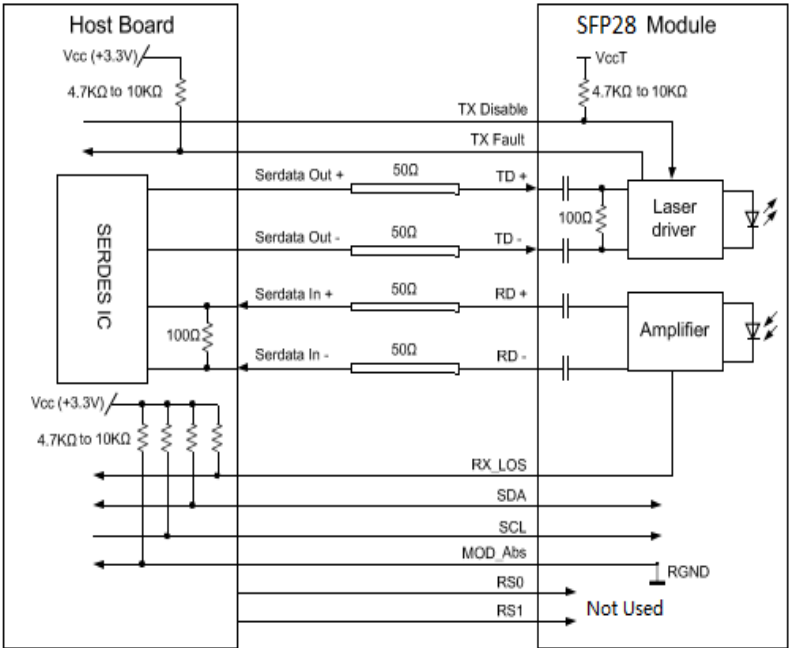 Host Board
SFP28 Module
Vcc (+3.3V)
VccT
4.7KΩ to 10KΩ
4.7KΩ to 10KΩ
TX Disable
TX Fault
Serdata Out +
50Ω
TD +
100Ω
Laser
driver
Serdata Out -
50Ω
TD -
SERDES IC
Serdata In +
50Ω
RD +
100Ω
Amplifier
Serdata In -
50Ω
RD -
Vcc (+3.3V)
4.7KΩ to 10KΩ
RX_LOS
SDA
SCL
MOD_Abs
RGND
RS0
RS1
Not Used